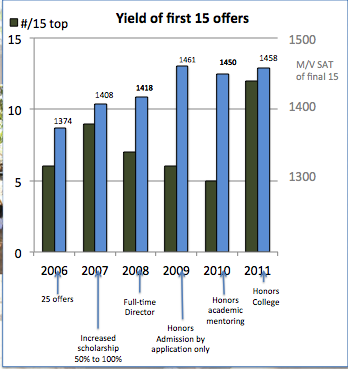 #/15 top
Yield of first 15 offers
15
10
5
0
1500
M/V SAT
of final 15
1400
1300
1374
1408
1418
1461
1450
1458
2006
2007
2008
2009
2010
2011
25 offers
Increased
scholarship
50% to 100%
Full-time
Director
Honors
Admission by
application only
Honors
academic
mentoring
Honors
College